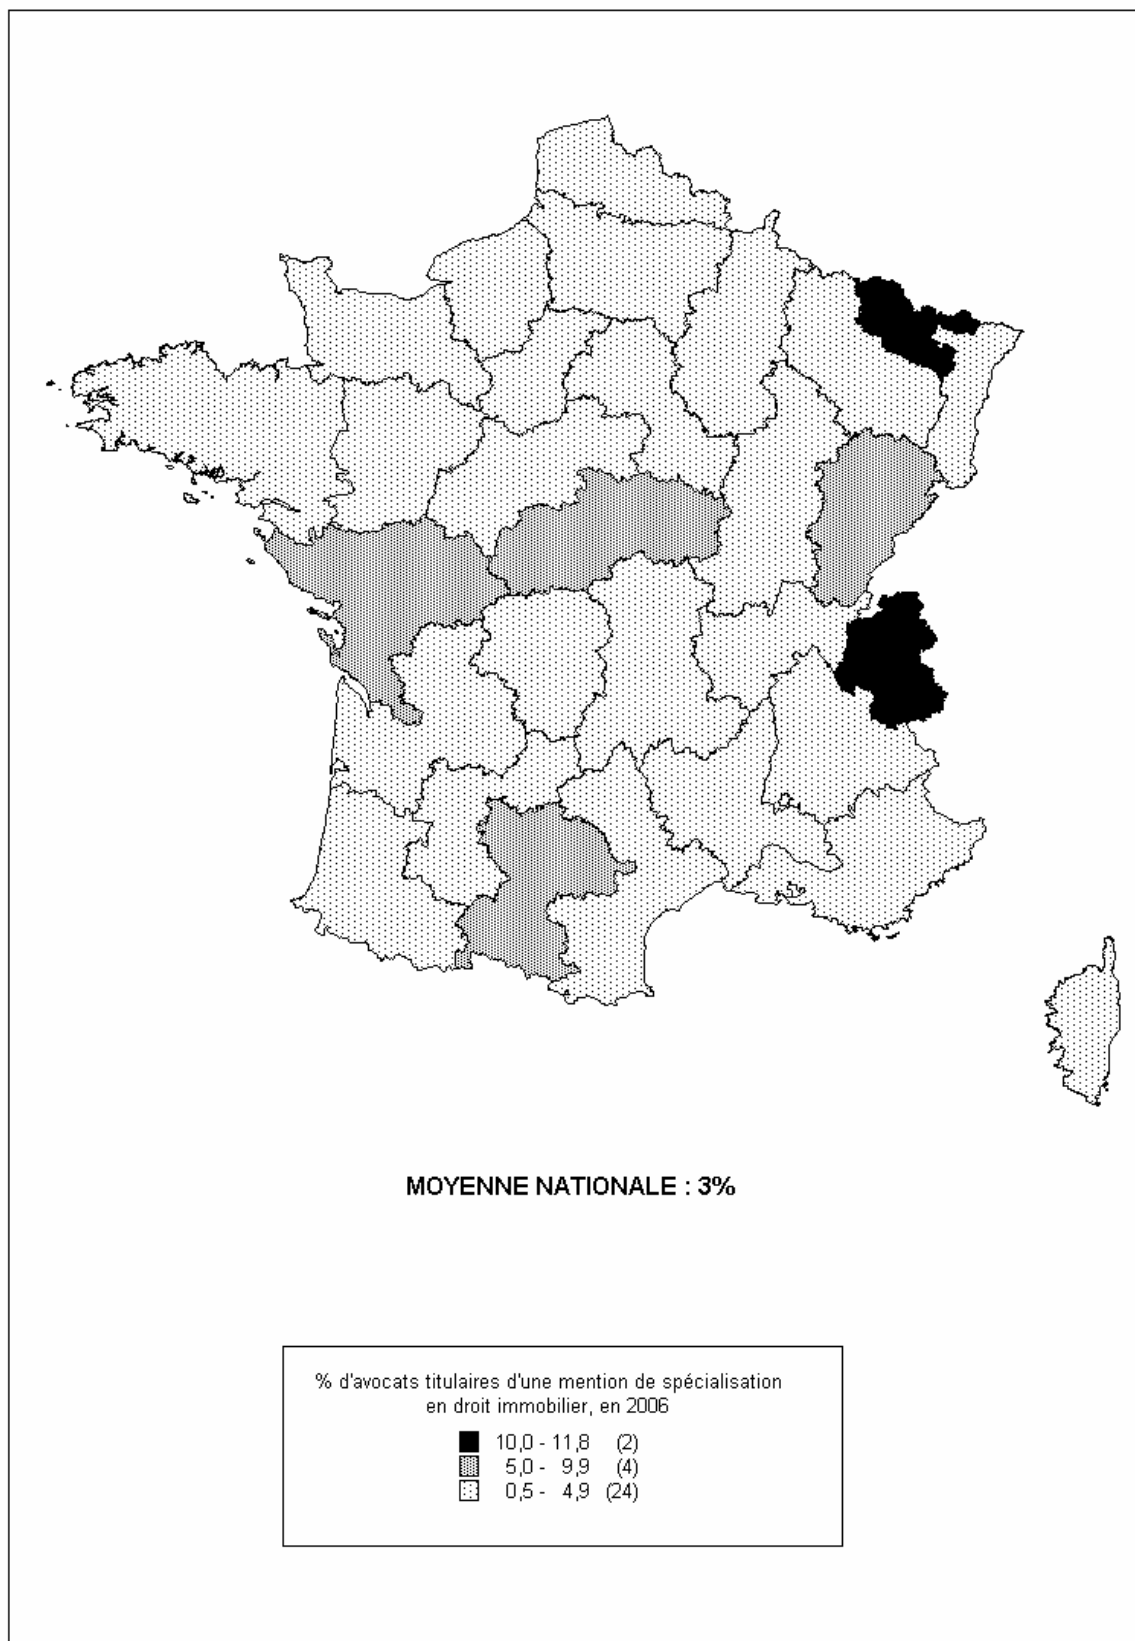 MOYENNE NATIONALE : 3%
% d'avocats titulaires d'une mention de spécialisation
en droit immobilier, en 2006
10,0 - 11,8 (2)
5,0 - 9,9 (4)
0,5 - 4,9 (24)